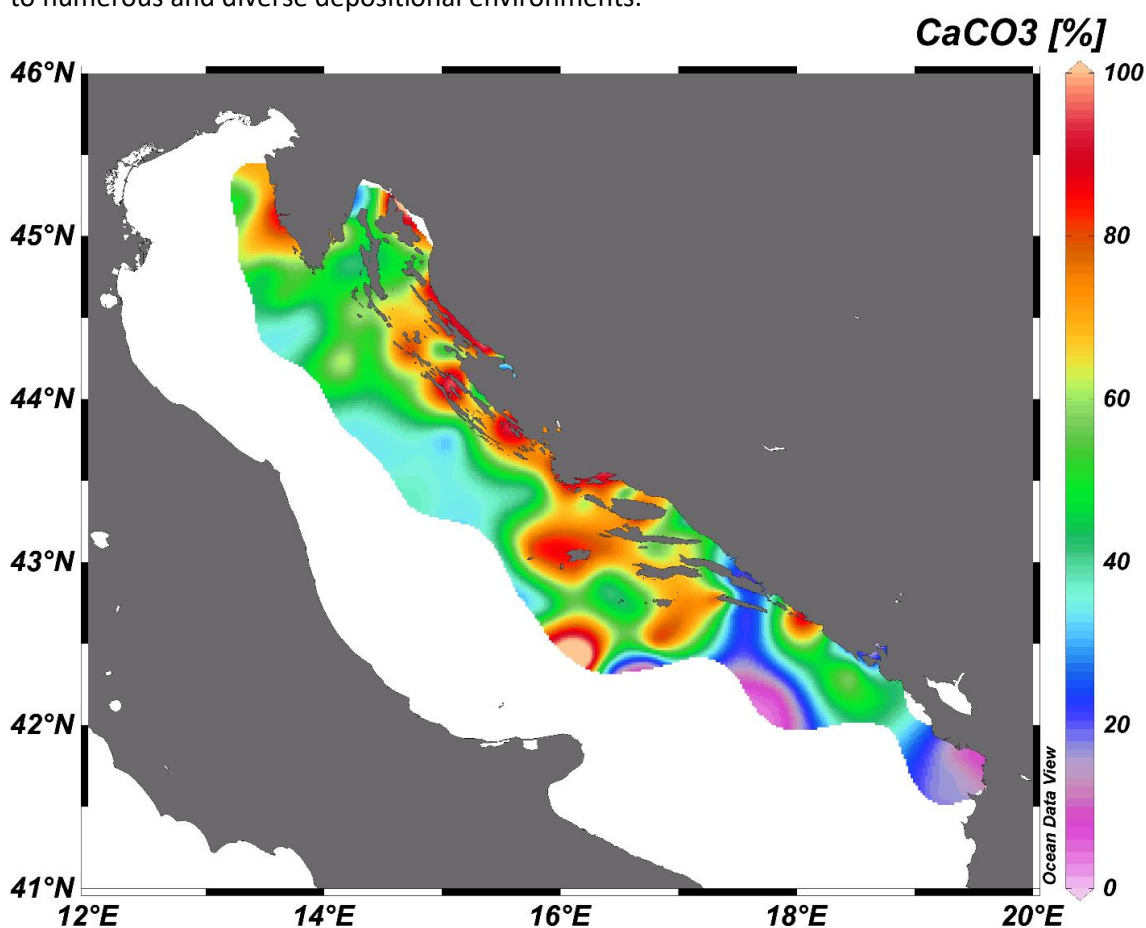 to numerous and diverse depositional environments.
CaCO3 [%]
46°N
45°N
44°N
43°N
42°N
41°N
12°E
14°E
16°E
18°E
20°E
100
80
60
40
20
0
Ocean Data View